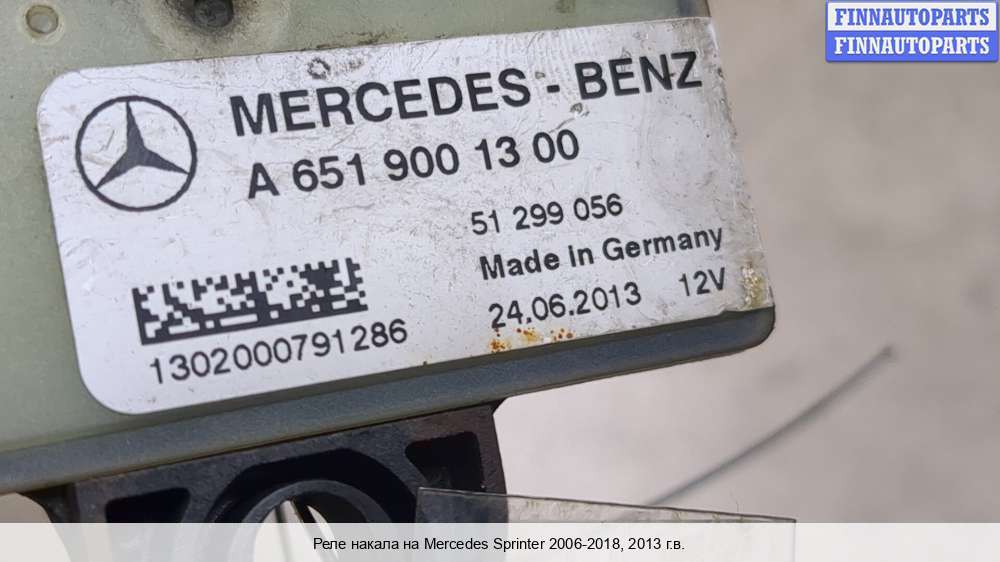 FINNAUTOPARTS
FINNAUTOPARTS
MERCEDES - BENZ
A 651 900 13 00
51 299 056
Made in Germany
24.06.2013 12V
1302000791286
Реле накала на Mercedes Sprinter 2006-2018, 2013 г.в.